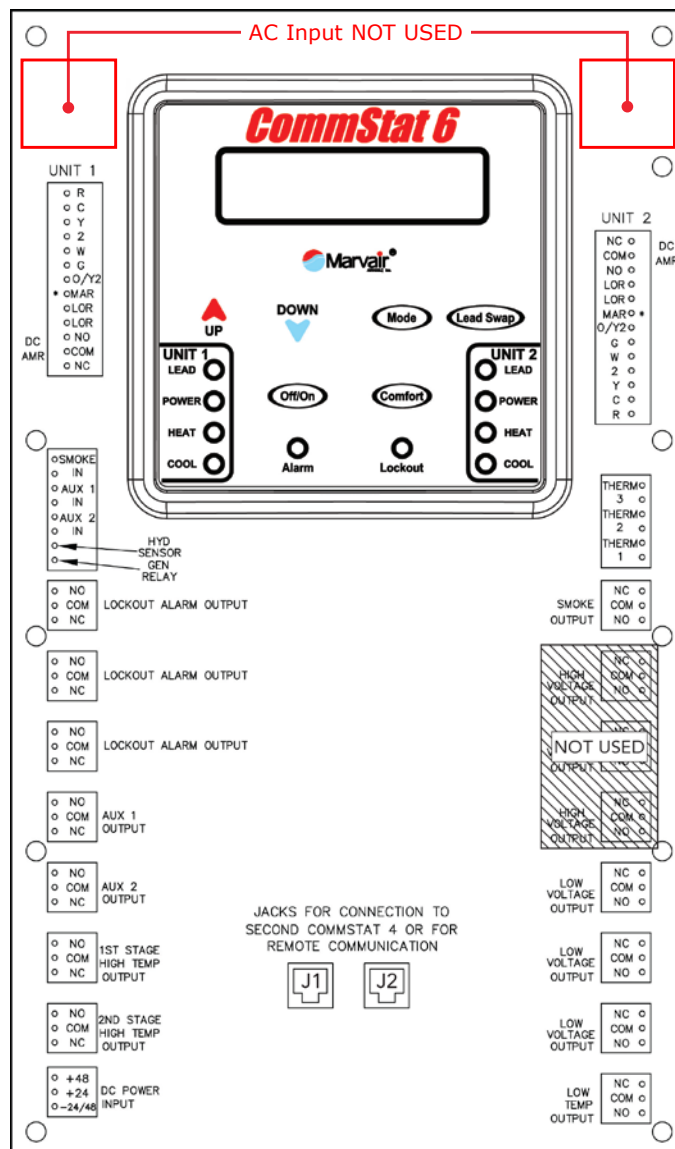 AC Input NOT USED
CommStat 6
Marvair®
UP
DOWN
Mode
Lead Swap
Off/On
Comfort
Alarm
Lockout
UNIT 1
LEAD
POWER
HEAT
COOL
UNIT 2
LEAD
POWER
HEAT
COOL
UNIT 1
R
C
Y
2
W
G
O/Y2
* MAR
LOR
LOR
NO
COM
NC
DC
AMR
UNIT 2
NC
COM
NO
LOR
LOR
MAR *
O/Y2
G
W
2
Y
C
R
DC
AMR
SMOKE
IN
AUX 1
IN
AUX 2
IN
HYD
SENSOR
GEN
RELAY
THERM
3
THERM
2
THERM
1
NO
COM
NC
LOCKOUT ALARM OUTPUT
NO
COM
NC
LOCKOUT ALARM OUTPUT
NO
COM
NC
LOCKOUT ALARM OUTPUT
NO
COM
NC
AUX 1
OUTPUT
NO
COM
NC
AUX 2
OUTPUT
NO
COM
NC
1ST STAGE
HIGH TEMP
OUTPUT
NO
COM
NC
2ND STAGE
HIGH TEMP
OUTPUT
+48
+24
-24/48
DC POWER
INPUT
JACKS FOR CONNECTION TO
SECOND COMMSTAT 4 OR FOR
REMOTE COMMUNICATION
J1
J2
SMOKE
OUTPUT
NC
COM
NO
HIGH
VOLTAGE
OUTPUT
NC
COM
NO
NOT USED
OUTPUT
HIGH
VOLTAGE
OUTPUT
NC
COM
NO
LOW
VOLTAGE
OUTPUT
NC
COM
NO
LOW
VOLTAGE
OUTPUT
NC
COM
NO
LOW
VOLTAGE
OUTPUT
NC
COM
NO
LOW
TEMP
OUTPUT
NC
COM
NO